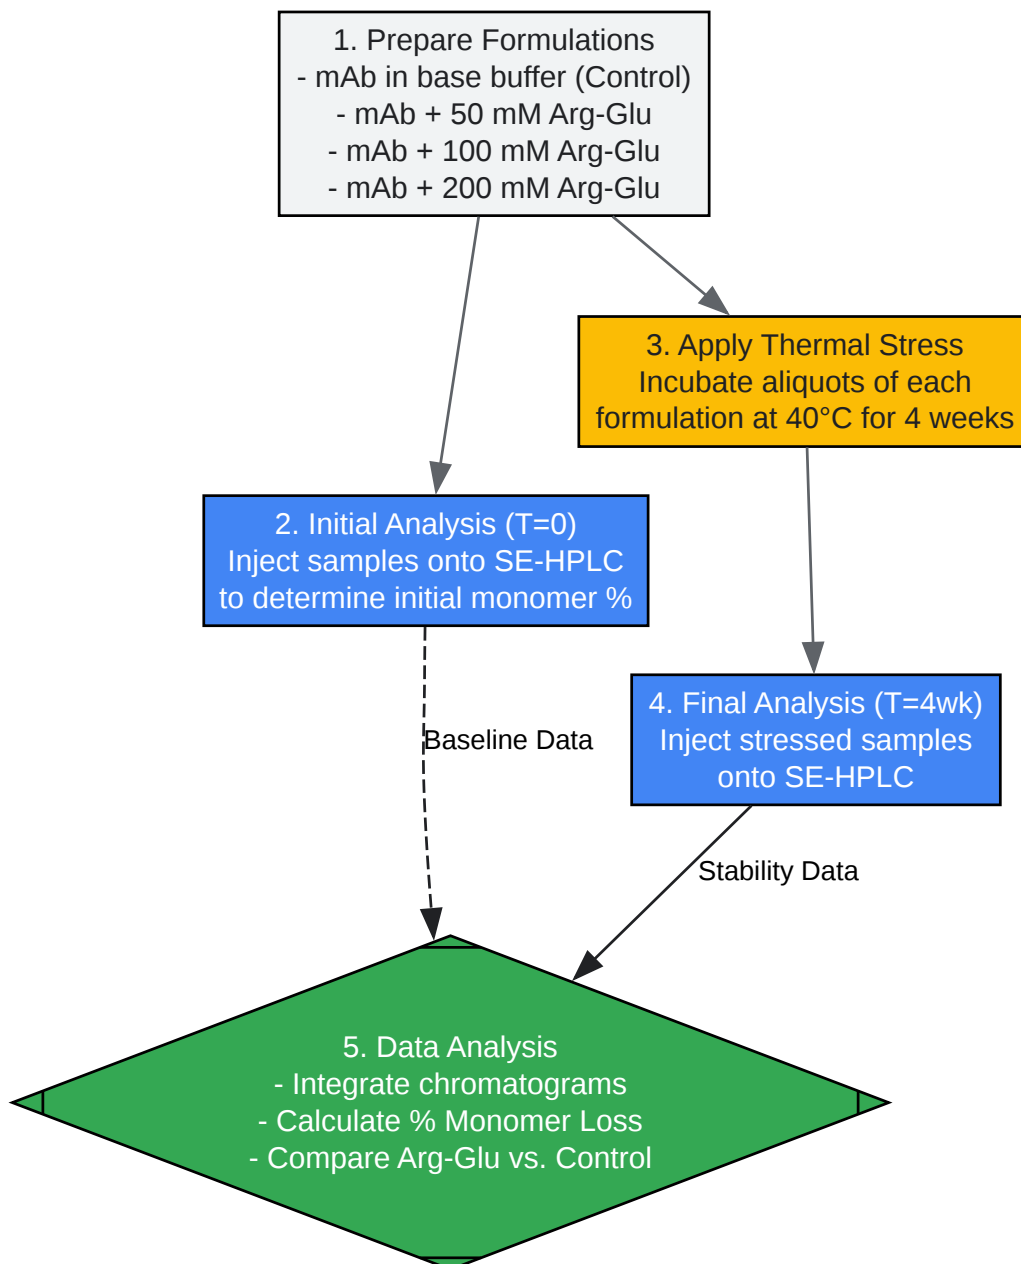 1. Prepare Formulations
- mAb in base buffer (Control)
- mAb + 50 mM Arg-Glu
- mAb + 100 mM Arg-Glu
- mAb + 200 mM Arg-Glu
3. Apply Thermal Stress
Incubate aliquots of each
formulation at 40°C for 4 weeks
2. Initial Analysis (T=0)
Inject samples onto SE-HPLC
to determine initial monomer %
4. Final Analysis (T=4wk)
Inject stressed samples
onto SE-HPLC
Baseline Data
Stability Data
5. Data Analysis
- Integrate chromatograms
- Calculate % Monomer Loss
- Compare Arg-Glu vs. Control